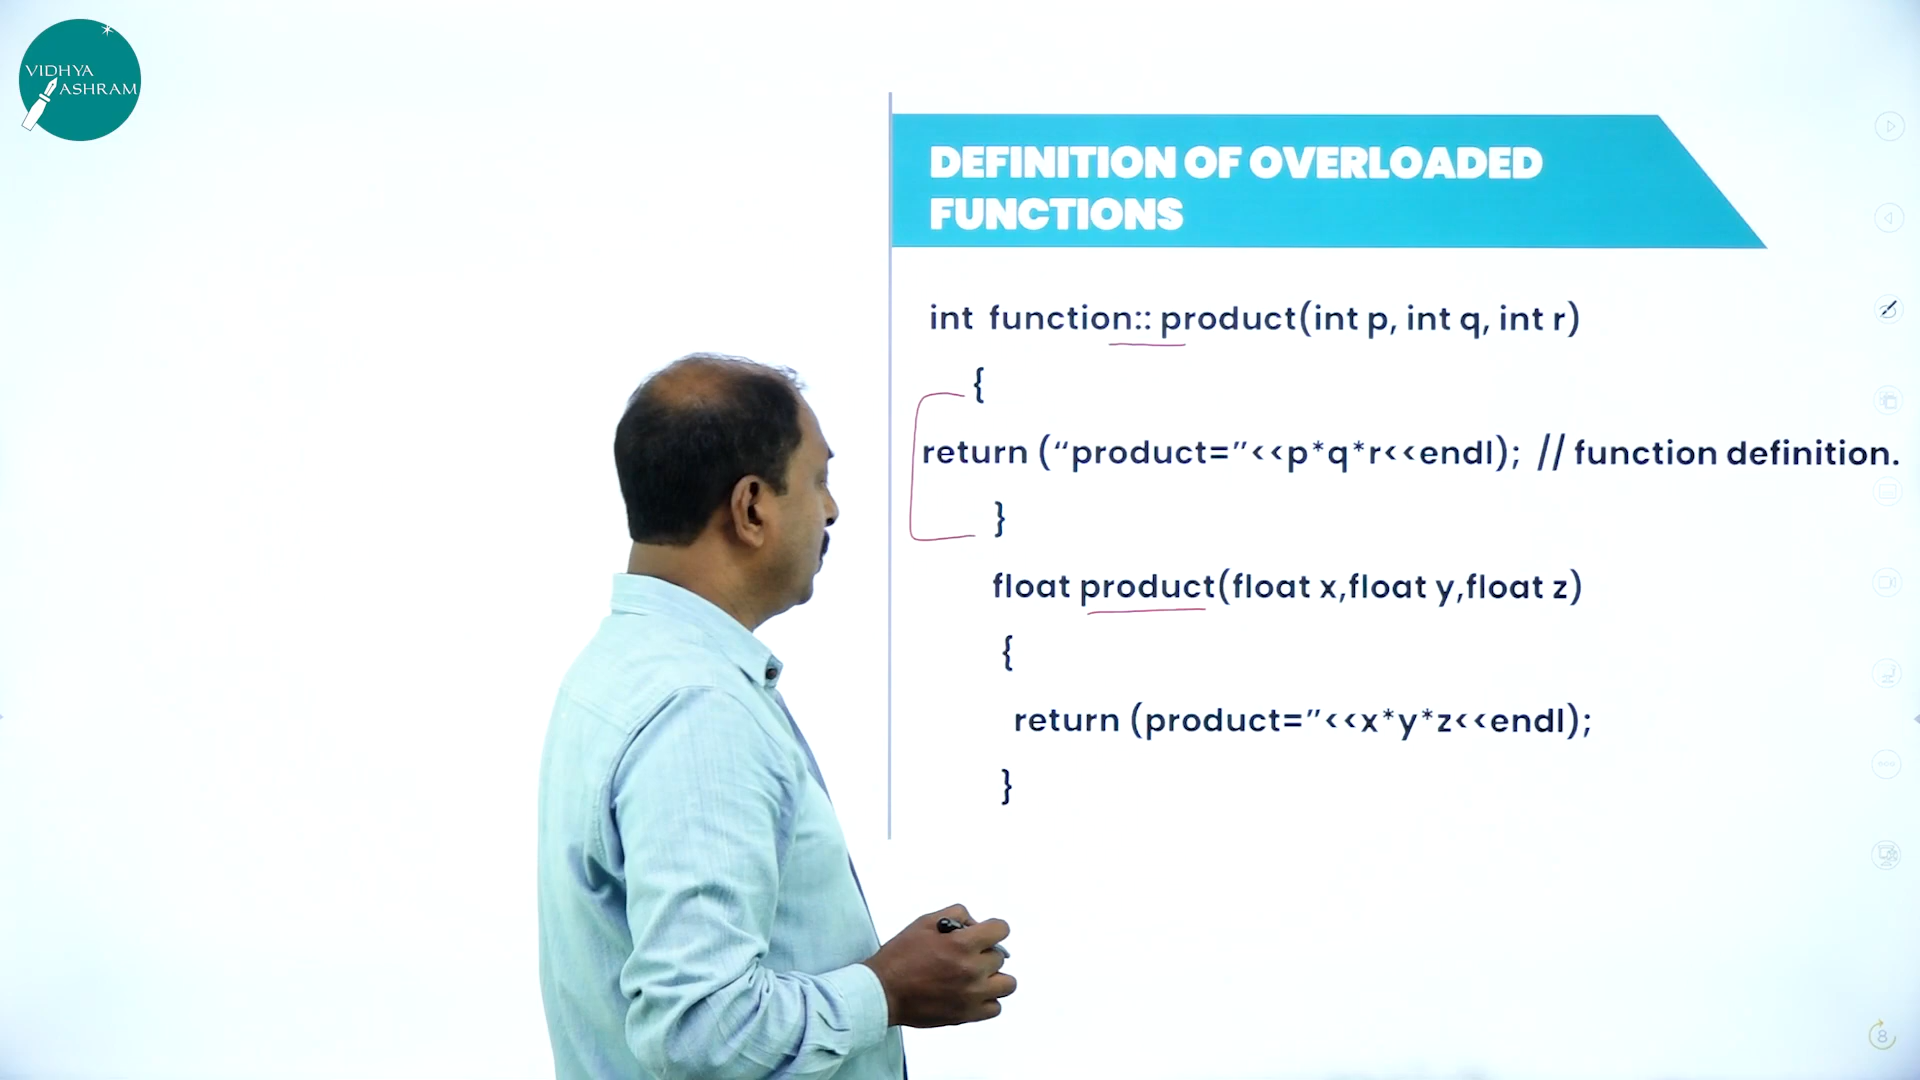 VIDHYA
ASHRAM
DEFINITION OF OVERLOADED
FUNCTIONS
int function:: product(int p, int q, int r)
{
return (“product=”<<p*q*r<<endl); // function definition.
}
float product(float x,float y,float z)
{
return (product=”<<x*y*z<<endl);
}
8